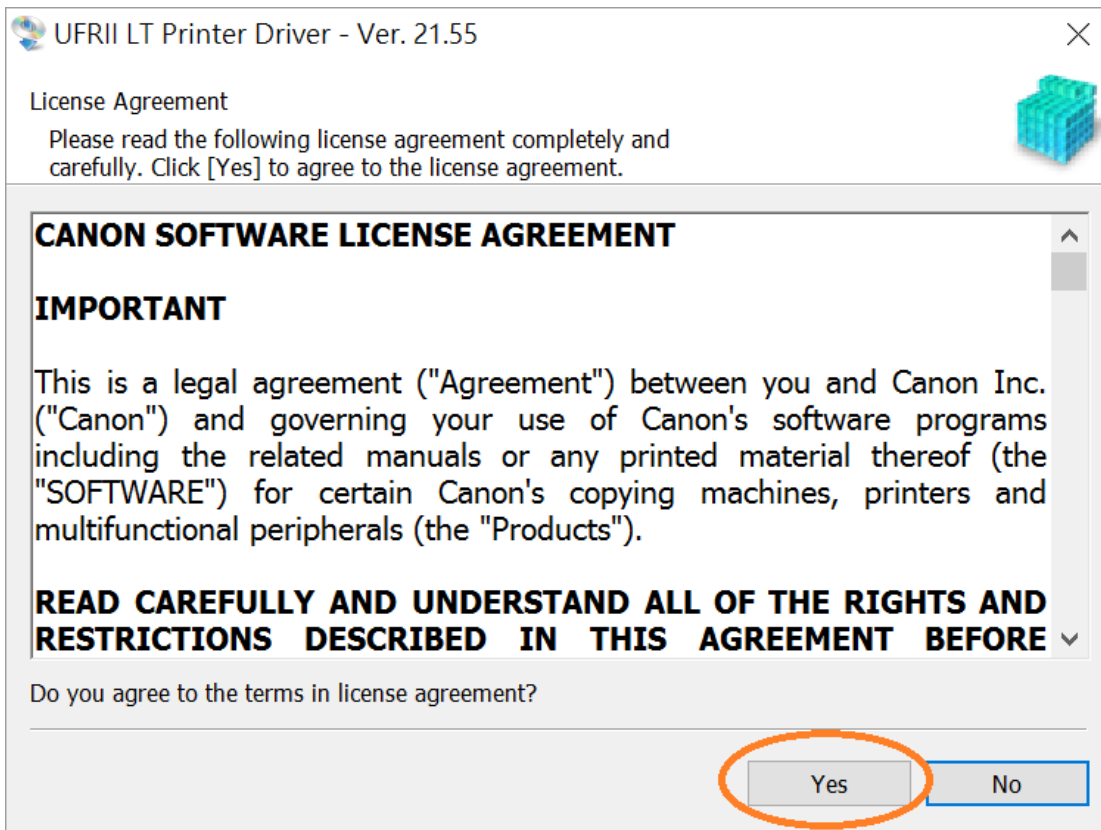 UFRII LT Printer Driver - Ver. 21.55
License Agreement
Please read the following license agreement completely and
carefully. Click [Yes] to agree to the license agreement.
CANON SOFTWARE LICENSE AGREEMENT
IMPORTANT
This is a legal agreement ("Agreement") between you and Canon Inc.
("Canon") and governing your use of Canon's software programs
including the related manuals or any printed material thereof (the
"SOFTWARE") for certain Canon's copying machines, printers and
multifunctional peripherals (the "Products").
READ CAREFULLY AND UNDERSTAND ALL OF THE RIGHTS AND
RESTRICTIONS DESCRIBED IN THIS AGREEMENT BEFORE
Do you agree to the terms in license agreement?
Yes No